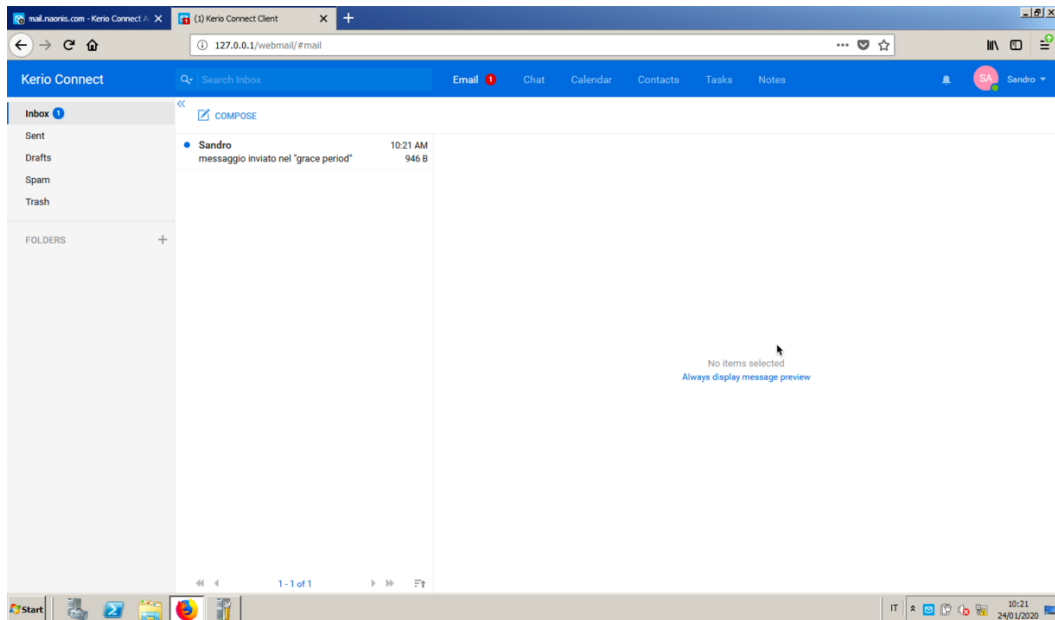 mail.naonis.com - Kerio Connect A
(1) Kerio Connect Client
127.0.0.1/webmail/#mail
Kerio Connect
Search Inbox
Email 1
Chat
Calendar
Contacts
Tasks
Notes
SA
Sandro
Inbox 1
Sent
Drafts
Spam
Trash
FOLDERS
COMPOSE
Sandro 10:21 AM
messaggio inviato nel "grace period" 946 B
No items selected
Always display message preview
1 - 1 of 1
Start
IT
10:21
24/01/2020